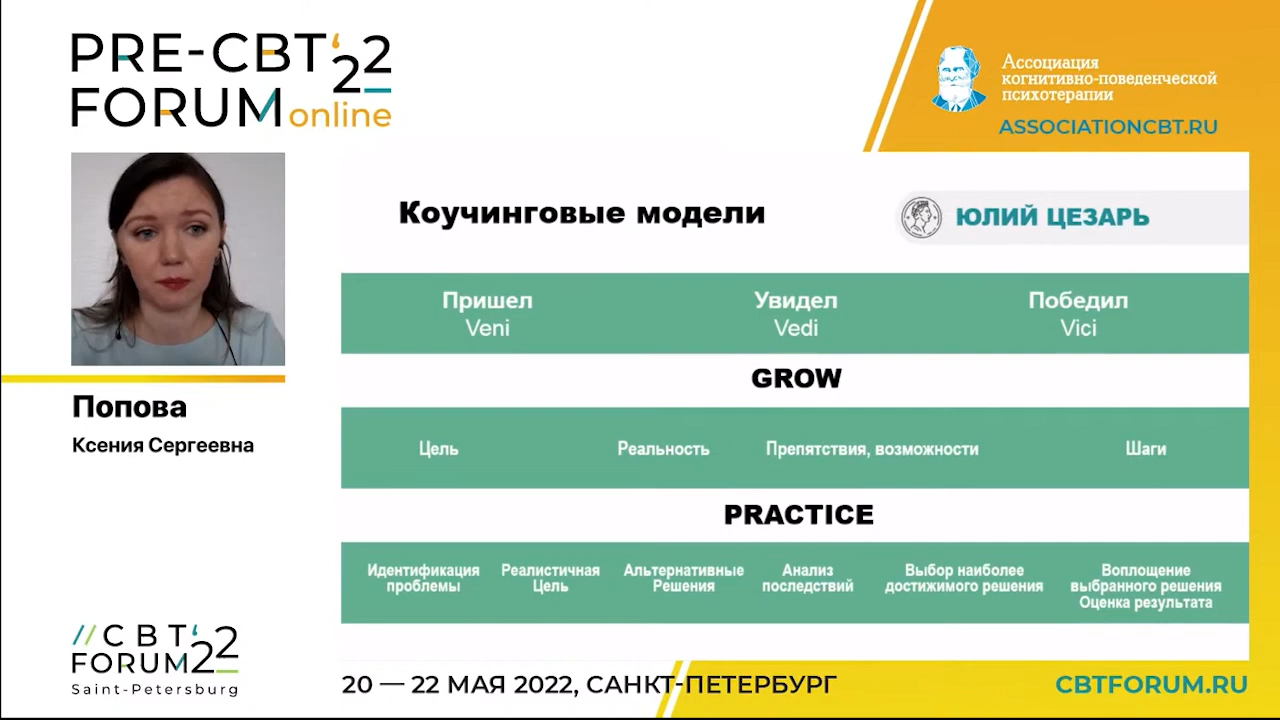 PRE-CBT'22
FORUM online
Ассоциация
когнитивно-поведенческой
психотерапии
ASSOCIATIONCBT.RU
Попова
Ксения Сергеевна
Коучинговые модели
ЮЛИЙ ЦЕЗАРЬ
Пришел Увидел Победил
Veni Vedi Vici
GROW
Цель Реальность Препятствия, возможности Шаги
PRACTICE
Идентификация Реалистичная Альтернативные Анализ Выбор наиболее Воплощение
проблемы Цель Решения последствий достижимого решения выбранного решения
Оценка результата
//CBT'22
FORUM
Saint-Petersburg
20 — 22 МАЯ 2022, САНКТ-ПЕТЕРБУРГ
CBTFORUM.RU